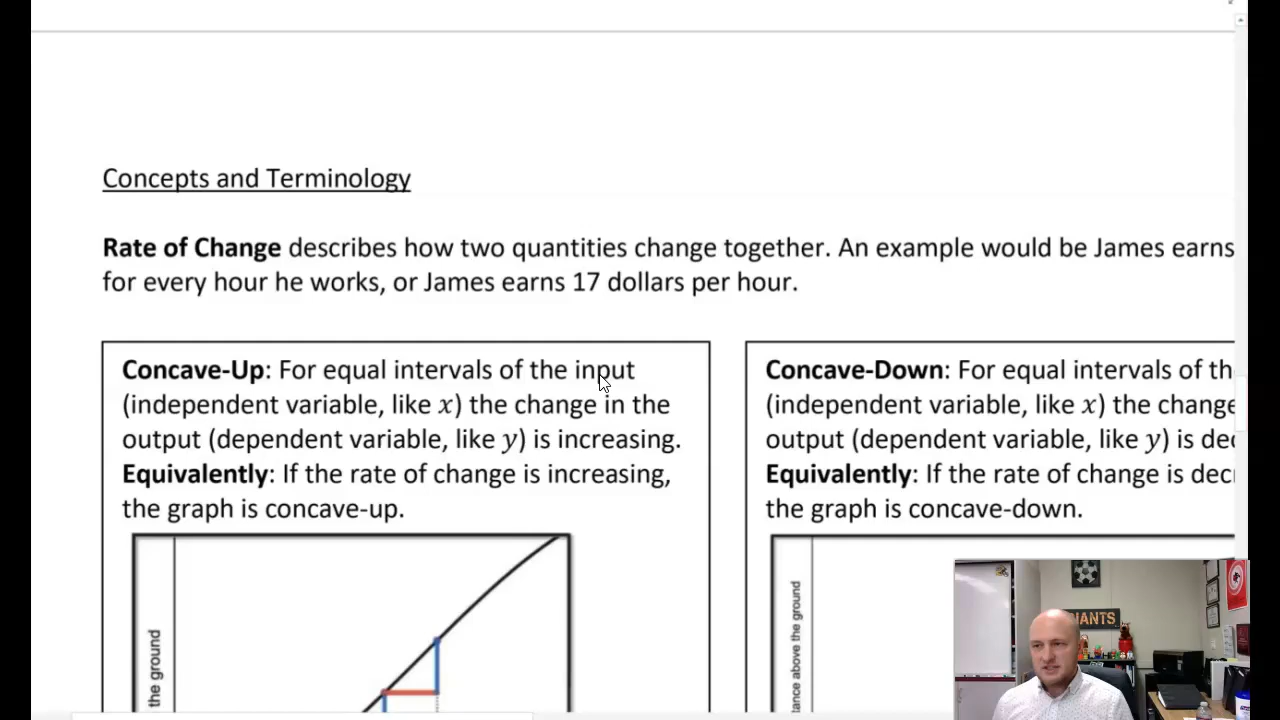 Concepts and Terminology
Rate of Change describes how two quantities change together. An example would be James earns
for every hour he works, or James earns 17 dollars per hour.
Concave-Up: For equal intervals of the input
(independent variable, like x) the change in the
output (dependent variable, like y) is increasing.
Equivalently: If the rate of change is increasing,
the graph is concave-up.
the ground
Concave-Down: For equal intervals of th
(independent variable, like x) the change
output (dependent variable, like y) is dec
Equivalently: If the rate of change is decr
the graph is concave-down.
tance above the ground
IANTS